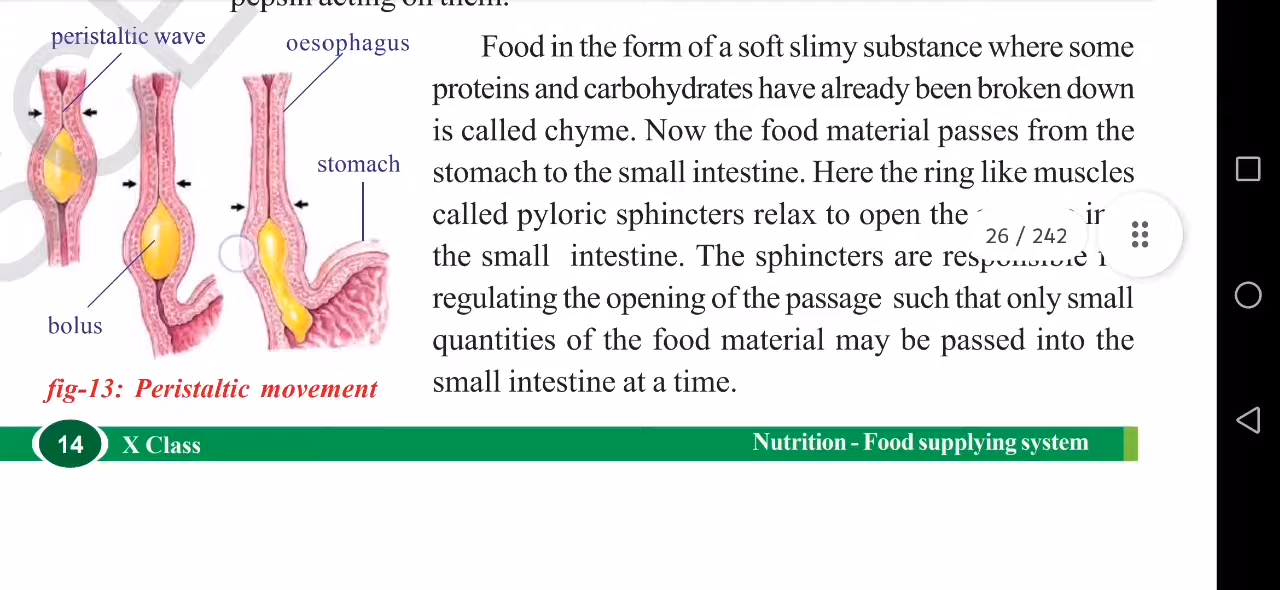 peristaltic wave
oesophagus
stomach
bolus
fig-13: Peristaltic movement
Food in the form of a soft slimy substance where some
proteins and carbohydrates have already been broken down
is called chyme. Now the food material passes from the
stomach to the small intestine. Here the ring like muscles
called pyloric sphincters relax to open the
the small intestine. The sphincters are
regulating the opening of the passage such that only small
quantities of the food material may be passed into the
small intestine at a time.
26 / 242
14 X Class
Nutrition - Food supplying system